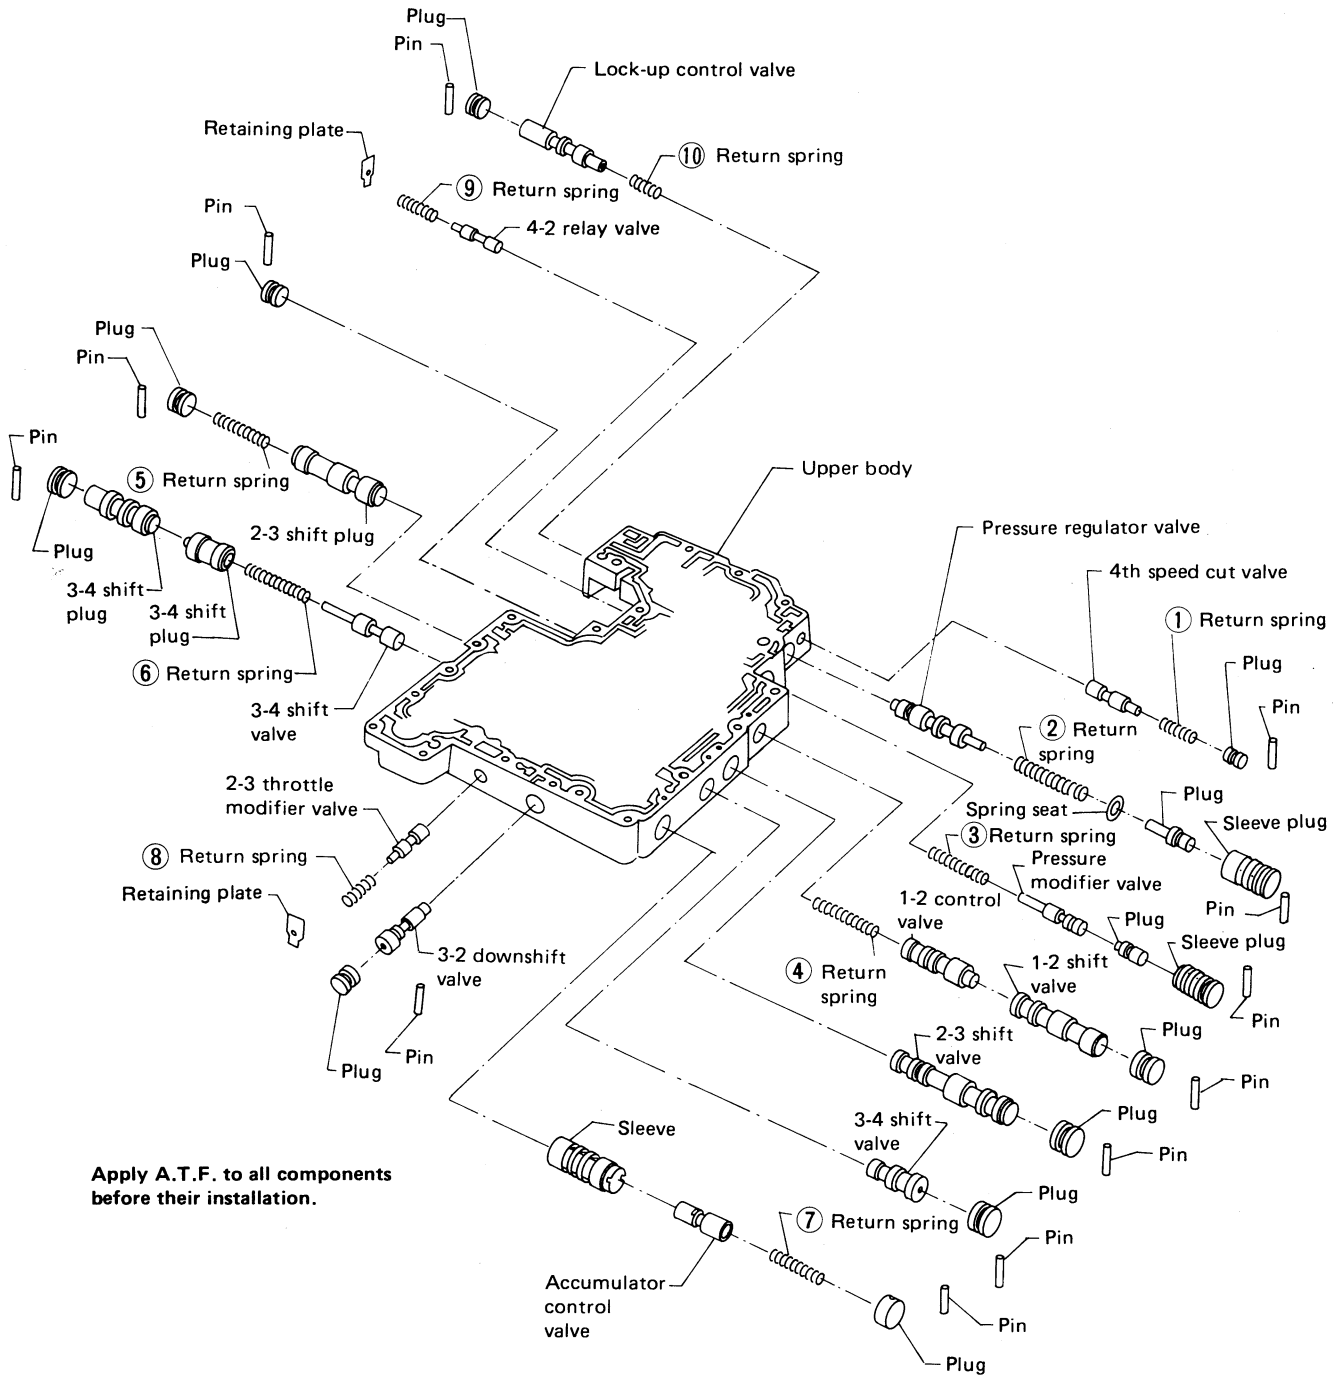 Plug
Pin
Lock-up control valve
Retaining plate
⑩ Return spring
⑨ Return spring
Pin
4-2 relay valve
Plug
Plug
Pin
Pin
⑤ Return spring
Upper body
2-3 shift plug
Pressure regulator valve
Plug
4th speed cut valve
3-4 shift
plug
3-4 shift
plug
① Return spring
⑥ Return spring
Plug
3-4 shift
valve
Pin
② Return
spring
2-3 throttle
modifier valve
Plug
Spring seat
Sleeve plug
③ Return spring
⑧ Return spring
Pressure
modifier valve
Retaining plate
1-2 control
valve
Pin
Plug
Sleeve plug
3-2 downshift
valve
④ Return
spring
1-2 shift
valve
Pin
Plug
2-3 shift
valve
Pin
Plug
Pin
Plug
3-4 shift
valve
Sleeve
Pin
Apply A.T.F. to all components
before their installation.
Plug
⑦ Return spring
Pin
Accumulator
control
valve
Pin
Plug